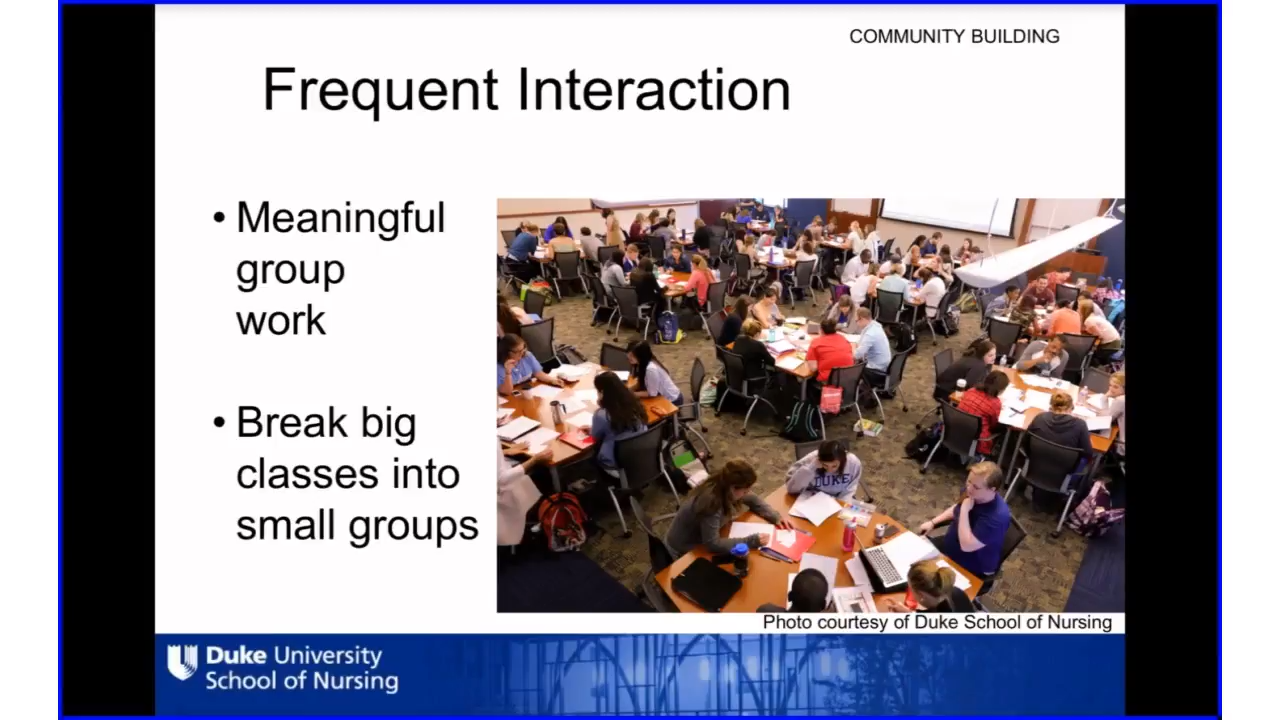 COMMUNITY BUILDING
Frequent Interaction
• Meaningful
group
work
• Break big
classes into
small groups
DUKE
Photo courtesy of Duke School of Nursing
Duke University
School of Nursing